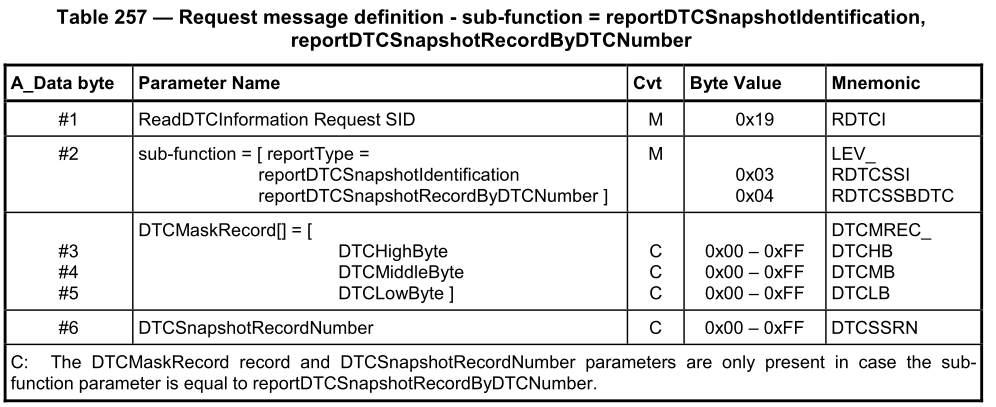 Table 257 — Request message definition - sub-function = reportDTCSnapshotIdentification,
reportDTCSnapshotRecordByDTCNumber
A_Data byte Parameter Name Cvt Byte Value Mnemonic
#1 ReadDTCInformation Request SID M 0x19 RDTCI
#2 sub-function = [ reportType = M LEV_
reportDTCSnapshotIdentification 0x03 RDTCSSI
reportDTCSnapshotRecordByDTCNumber ] 0x04 RDTCSSBDTC
DTCMaskRecord[] = [ DTCMREC_
#3 DTCHighByte C 0x00 – 0xFF DTCHB
#4 DTCMiddleByte C 0x00 – 0xFF DTCMB
#5 DTCLowByte ] C 0x00 – 0xFF DTCLB
#6 DTCSnapshotRecordNumber C 0x00 – 0xFF DTCSSRN
C: The DTCMaskRecord record and DTCSnapshotRecordNumber parameters are only present in case the sub-
function parameter is equal to reportDTCSnapshotRecordByDTCNumber.